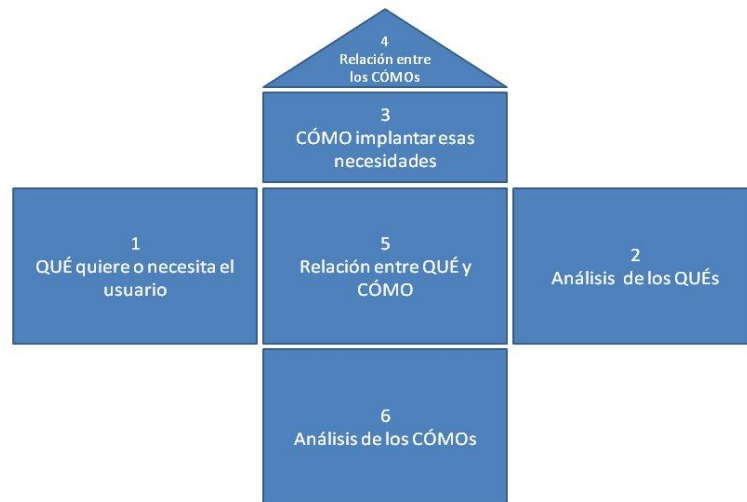 4
Relación entre
los CÓMOs
3
CÓMO implantar esas
necesidades
1
QUÉ quiere o necesita el
usuario
5
Relación entre QUÉ y
CÓMO
2
Análisis de los QUÉs
6
Análisis de los CÓMOs